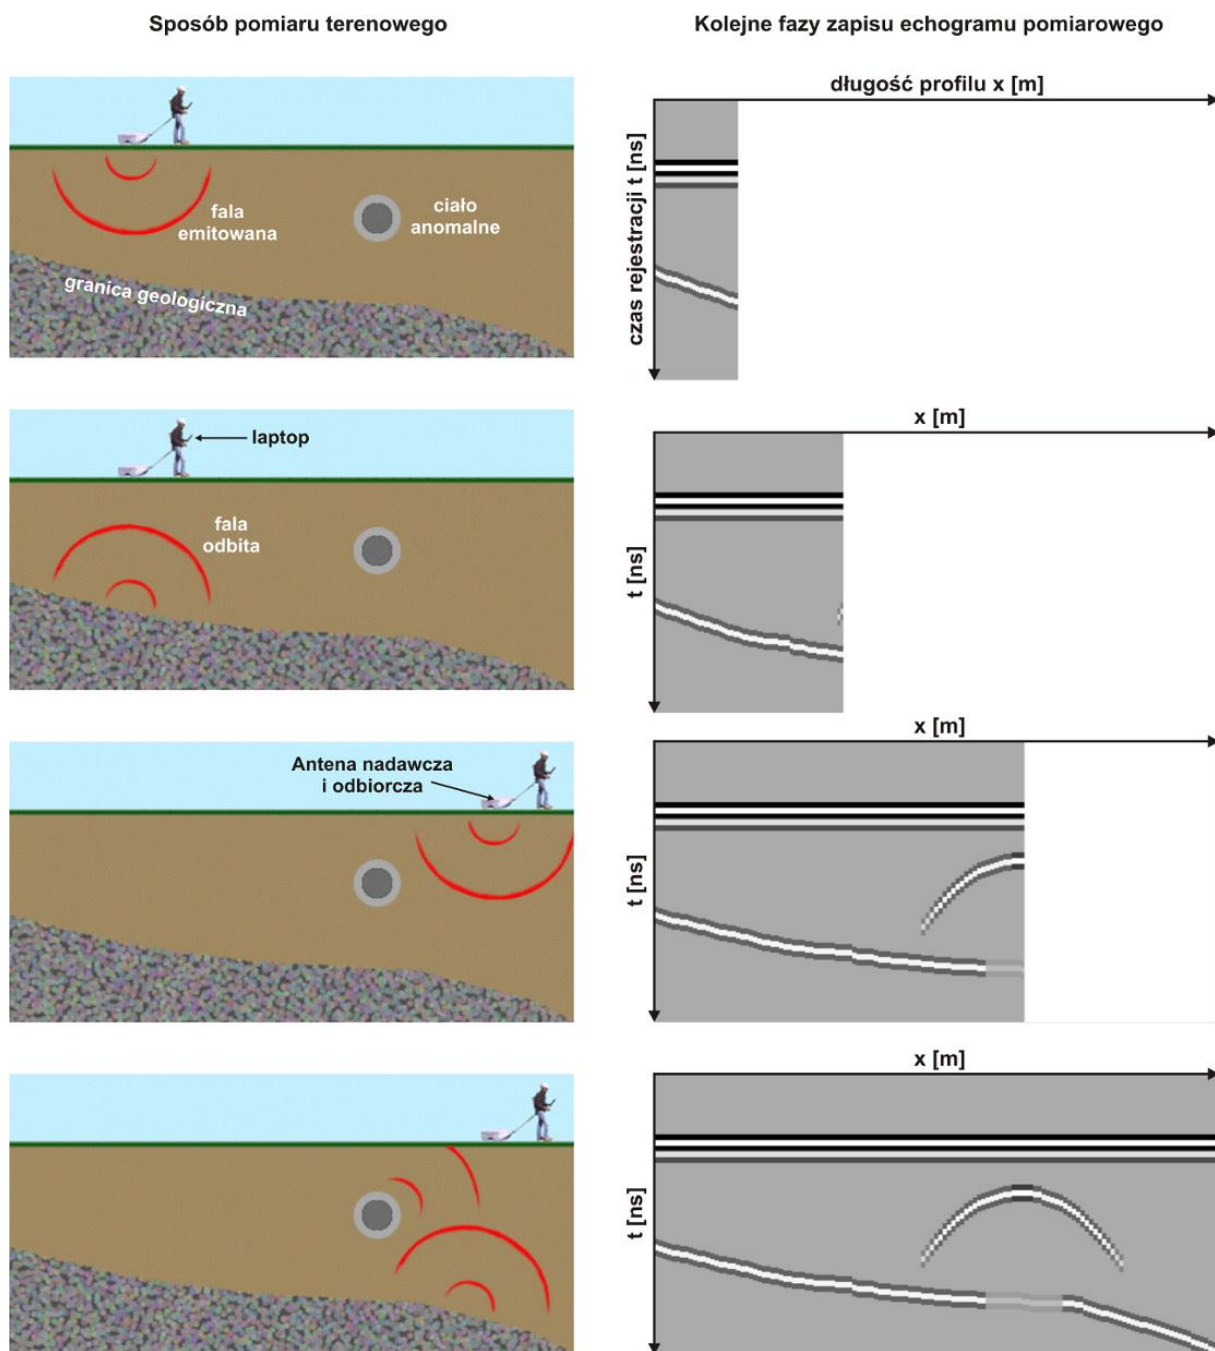 Sposób pomiaru terenowego
Kolejne fazy zapisu echogramu pomiarowego
fala
emitowana
ciało
anomalne
granica geologiczna
długość profilu x [m]
czas rejestracji t [ns]
laptop
fala
odbita
x [m]
t [ns]
Antena nadawcza
i odbiorcza
x [m]
t [ns]
x [m]
t [ns]